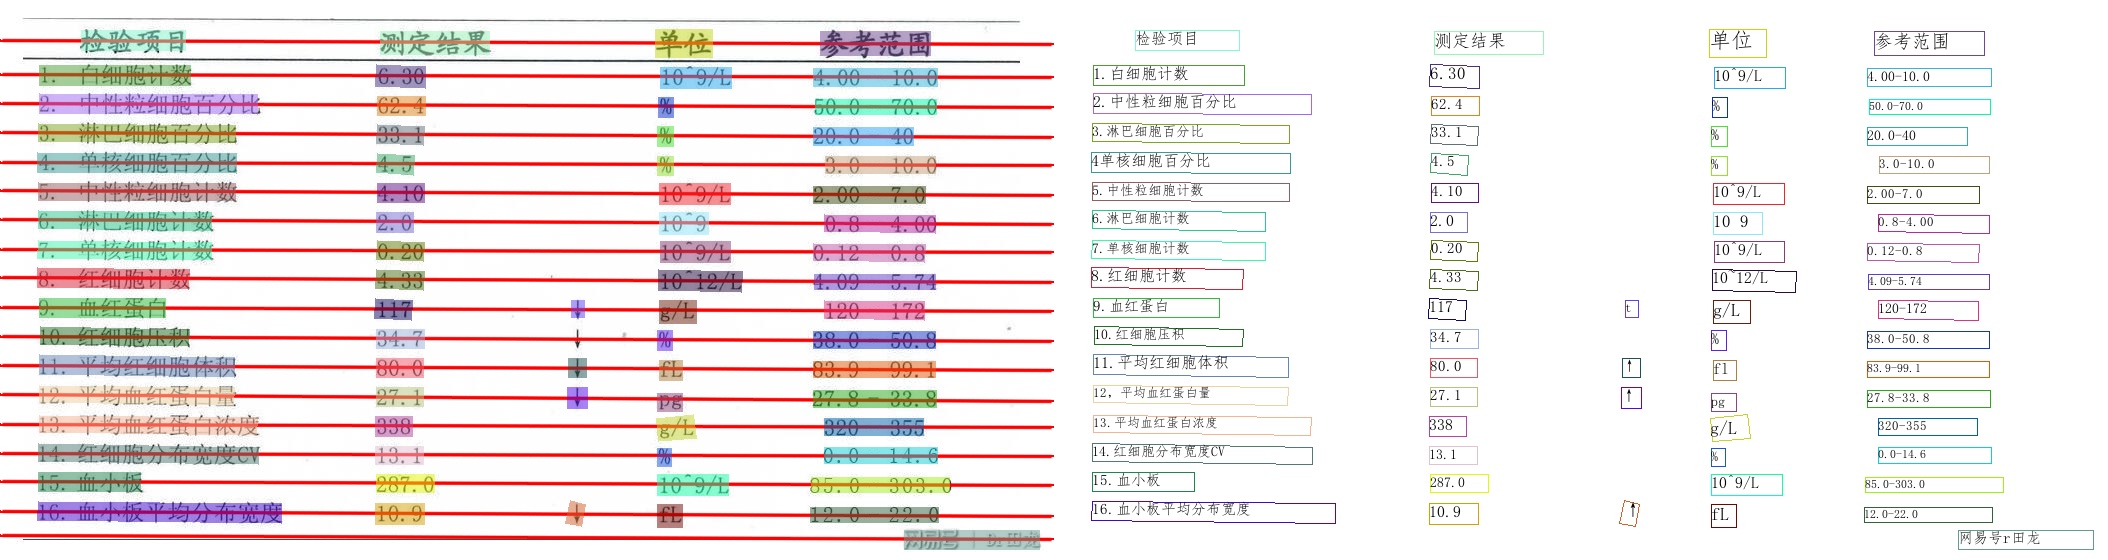 检验项目 测定结果 单位 参考范围
1. 白细胞计数 6.30 10^9/L 4.00-10.0
2. 中性粒细胞百分比 62.4 % 50.0-70.0
3. 淋巴细胞百分比 33.1 % 20.0-40
4. 单核细胞百分比 4.5 % 3.0-10.0
5. 中性粒细胞计数 4.10 10^9/L 2.00-7.0
6. 淋巴细胞计数 2.0 10^9 0.8-4.00
7. 单核细胞计数 0.20 10^9/L 0.12-0.8
8. 红细胞计数 4.33 10^12/L 4.09-5.74
9. 血红蛋白 117 ↓ g/L 120-172
10. 红细胞压积 34.7 ↓ % 38.0-50.8
11. 平均红细胞体积 80.0 ↓ fL 83.9-99.1
12. 平均血红蛋白量 27.1 ↓ pg 27.8-33.8
13. 平均血红蛋白浓度 338 g/L 320-355
14. 红细胞分布宽度CV 13.1 % 0.0-14.6
15. 血小板 287.0 10^9/L 85.0-303.0
16. 血小板平均分布宽度 10.9 ↓ fL 12.0-22.0
网易号 | Dr田龙
检验项目 测定结果 单位 参考范围
1. 白细胞计数 6.30 10^9/L 4.00-10.0
2. 中性粒细胞百分比 62.4 % 50.0-70.0
3.淋巴细胞百分比 33.1 % 20.0-40
4单核细胞百分比 4.5 % 3.0-10.0
5.中性粒细胞计数 4.10 10^9/L 2.00-7.0
6.淋巴细胞计数 2.0 10 9 0.8-4.00
7.单核细胞计数 0.20 10^9/L 0.12-0.8
8.红细胞计数 4.33 10^12/L 4.09-5.74
9.血红蛋白 117 t g/L 120-172
10.红细胞压积 34.7 % 38.0-50.8
11.平均红细胞体积 80.0 ↑ fl 83.9-99.1
12，平均血红蛋白量 27.1 ↑ pg 27.8-33.8
13.平均血红蛋白浓度 338 g/L 320-355
14.红细胞分布宽度CV 13.1 % 0.0-14.6
15.血小板 287.0 10^9/L 85.0-303.0
16.血小板平均分布宽度 10.9 ↑ fL 12.0-22.0
网易号r田龙